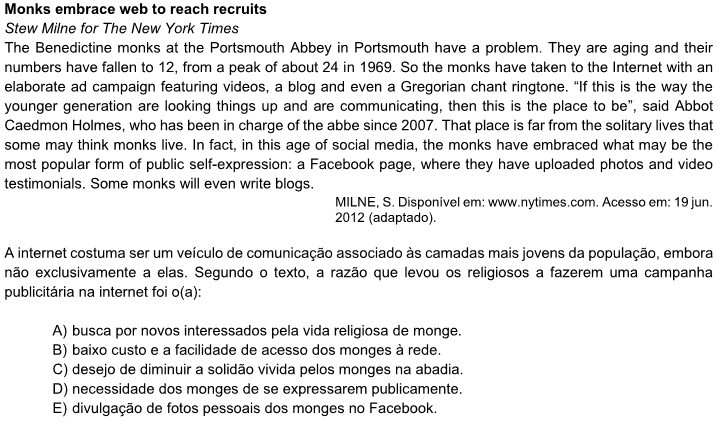 Monks embrace web to reach recruits
Stew Milne for The New York Times
The Benedictine monks at the Portsmouth Abbey in Portsmouth have a problem. They are aging and their
numbers have fallen to 12, from a peak of about 24 in 1969. So the monks have taken to the Internet with an
elaborate ad campaign featuring videos, a blog and even a Gregorian chant ringtone. “If this is the way the
younger generation are looking things up and are communicating, then this is the place to be”, said Abbot
Caedmon Holmes, who has been in charge of the abbe since 2007. That place is far from the solitary lives that
some may think monks live. In fact, in this age of social media, the monks have embraced what may be the
most popular form of public self-expression: a Facebook page, where they have uploaded photos and video
testimonials. Some monks will even write blogs.
MILNE, S. Disponível em: www.nytimes.com. Acesso em: 19 jun.
2012 (adaptado).
A internet costuma ser um veículo de comunicação associado às camadas mais jovens da população, embora
não exclusivamente a elas. Segundo o texto, a razão que levou os religiosos a fazerem uma campanha
publicitária na internet foi o(a):
A) busca por novos interessados pela vida religiosa de monge.
B) baixo custo e a facilidade de acesso dos monges à rede.
C) desejo de diminuir a solidão vivida pelos monges na abadia.
D) necessidade dos monges de se expressarem publicamente.
E) divulgação de fotos pessoais dos monges no Facebook.